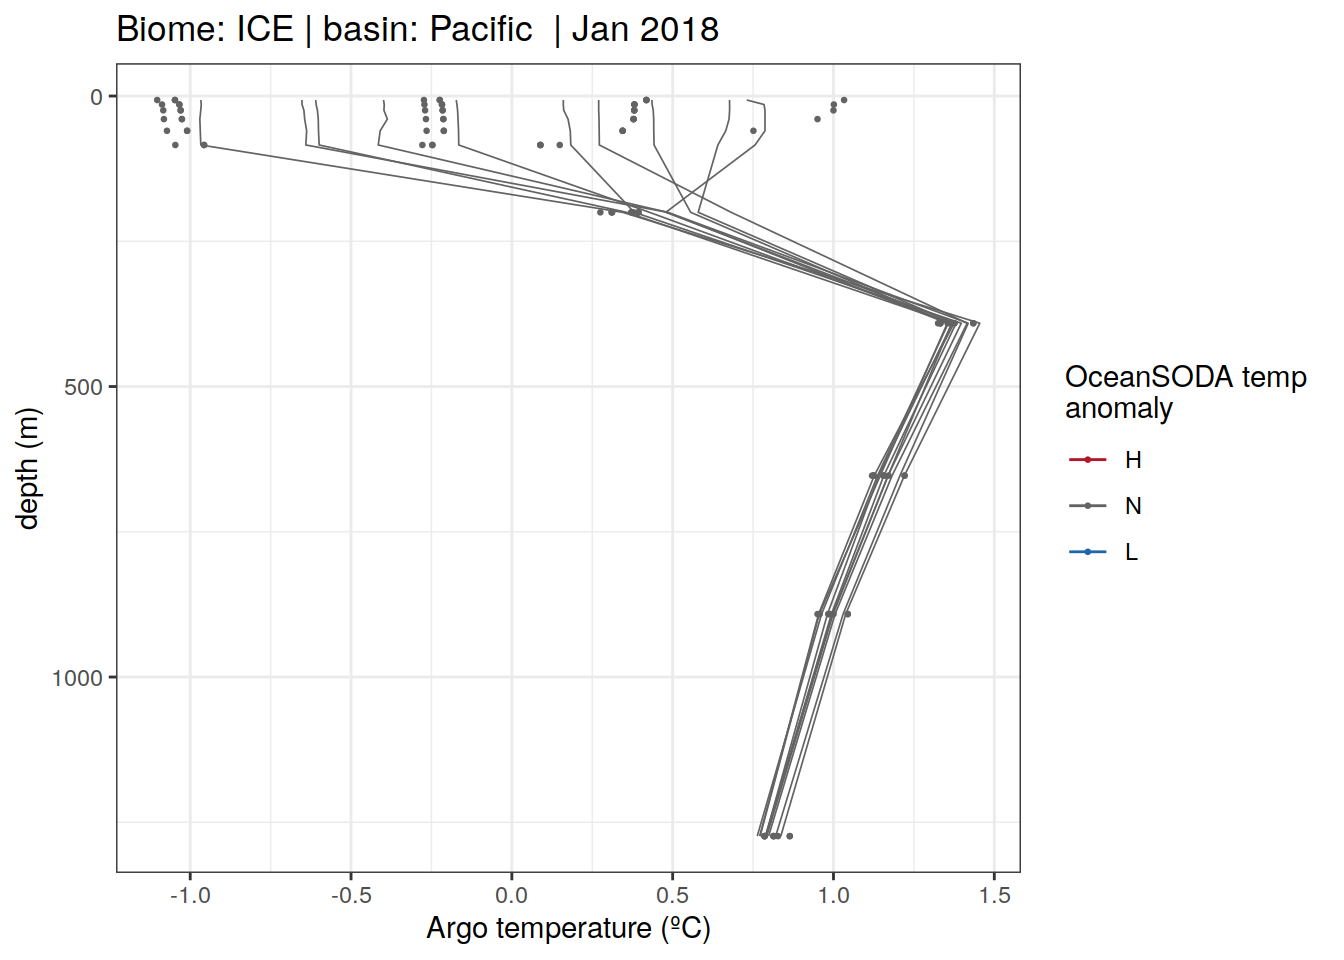 Biome: ICE | basin: Pacific  | Jan 2018
0
500
1000
depth (m)
-1.0
-0.5
0.0
0.5
1.0
1.5
Argo temperature (ºC)
OceanSODA temp
anomaly
H
N
L